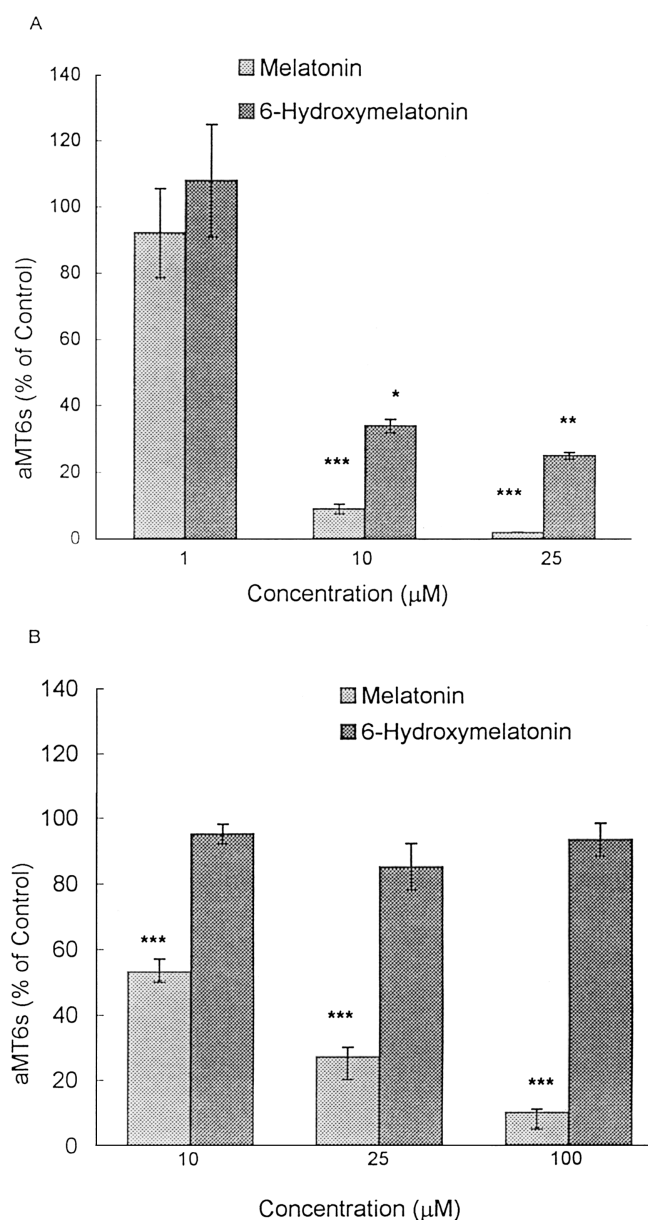 A
140
120
100
80
60
40
20
0
aMT6s (% of Control)
Melatonin
6-Hydroxymelatonin
***
*
***
**
1 10 25
Concentration (μM)
B
140
120
100
80
60
40
20
0
aMT6s (% of Control)
Melatonin
6-Hydroxymelatonin
***
***
***
10 25 100
Concentration (μM)